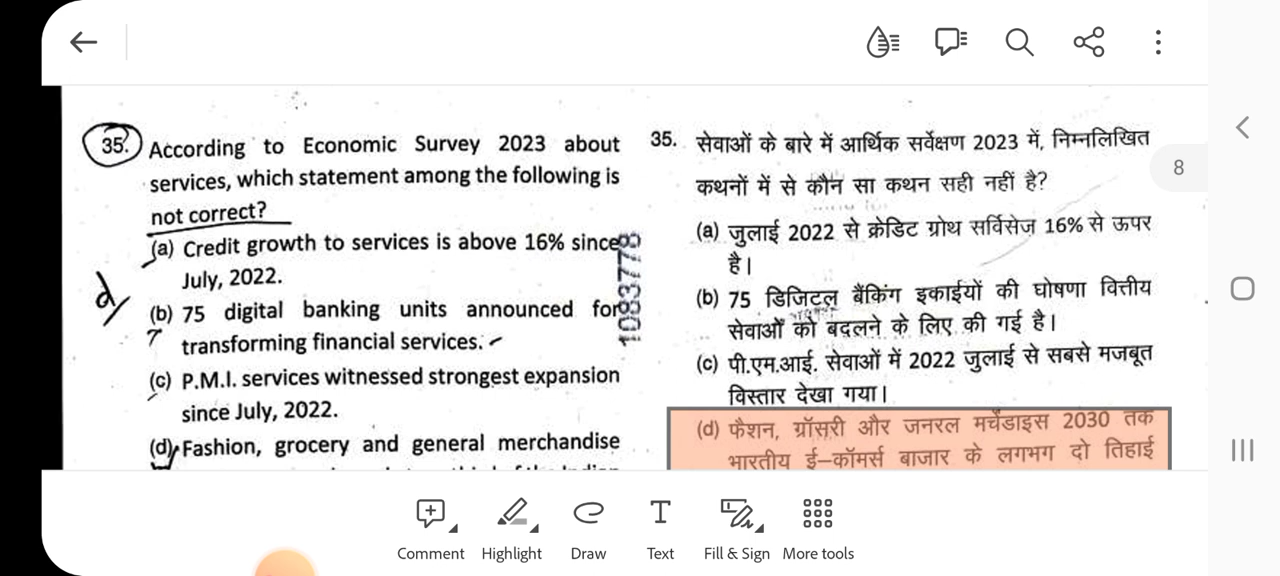 8
35. According to Economic Survey 2023 about
services, which statement among the following is
not correct?
(a) Credit growth to services is above 16% since
July, 2022.
(b) 75 digital banking units announced for
transforming financial services.
(c) P.M.I. services witnessed strongest expansion
since July, 2022.
(d) Fashion, grocery and general merchandise
d
1083778
35. सेवाओं के बारे में आर्थिक सर्वेक्षण 2023 में, निम्नलिखित
कथनों में से कौन सा कथन सही नहीं है?
(a) जुलाई 2022 से क्रेडिट ग्रोथ सर्विसेज़ 16% से ऊपर
है।
(b) 75 डिजिटल बैंकिंग इकाईयों की घोषणा वित्तीय
सेवाओं को बदलने के लिए की गई है।
(c) पी.एम.आई. सेवाओं में 2022 जुलाई से सबसे मजबूत
विस्तार देखा गया।
(d) फैशन, ग्रॉसरी और जनरल मर्चेंडाइस 2030 तक
भारतीय ई–कॉमर्स बाजार के लगभग दो तिहाई
Comment
Highlight
Draw
Text
Fill & Sign
More tools